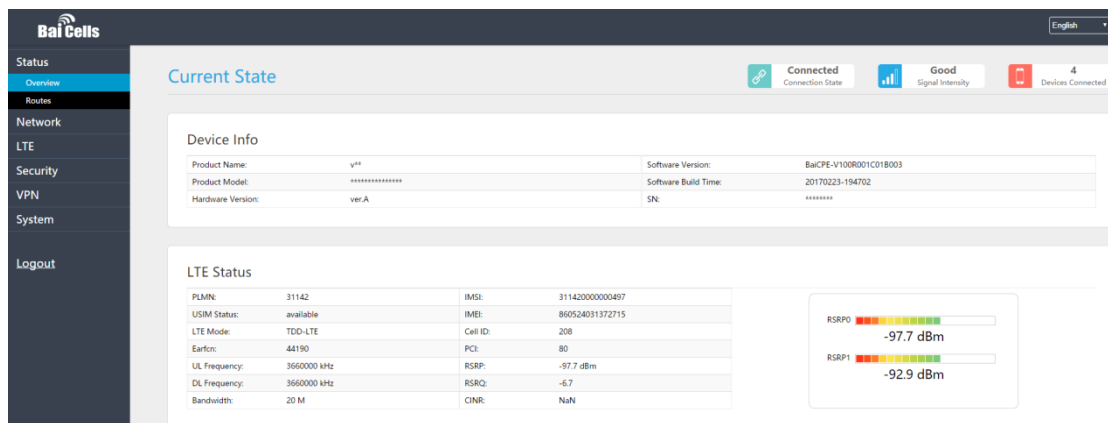 BaiCells
English
Status
Overview
Routes
Network
LTE
Security
VPN
System
Logout
Current State
Connected
Connection State
Good
Signal Intensity
4
Devices Connected
Device Info
Product Name: v** Software Version: BaiCPE-V100R001C01B003
Product Model: *************** Software Build Time: 20170223-194702
Hardware Version: ver.A SN: ********
LTE Status
PLMN: 31142 IMSI: 311420000000497
USIM Status: available IMEI: 860524031372715
LTE Mode: TDD-LTE Cell ID: 208
Earfcn: 44190 PCI: 80
UL Frequency: 3660000 kHz RSRP: -97.7 dBm
DL Frequency: 3660000 kHz RSRQ: -6.7
Bandwidth: 20 M CINR: NaN
RSRP0
-97.7 dBm
RSRP1
-92.9 dBm